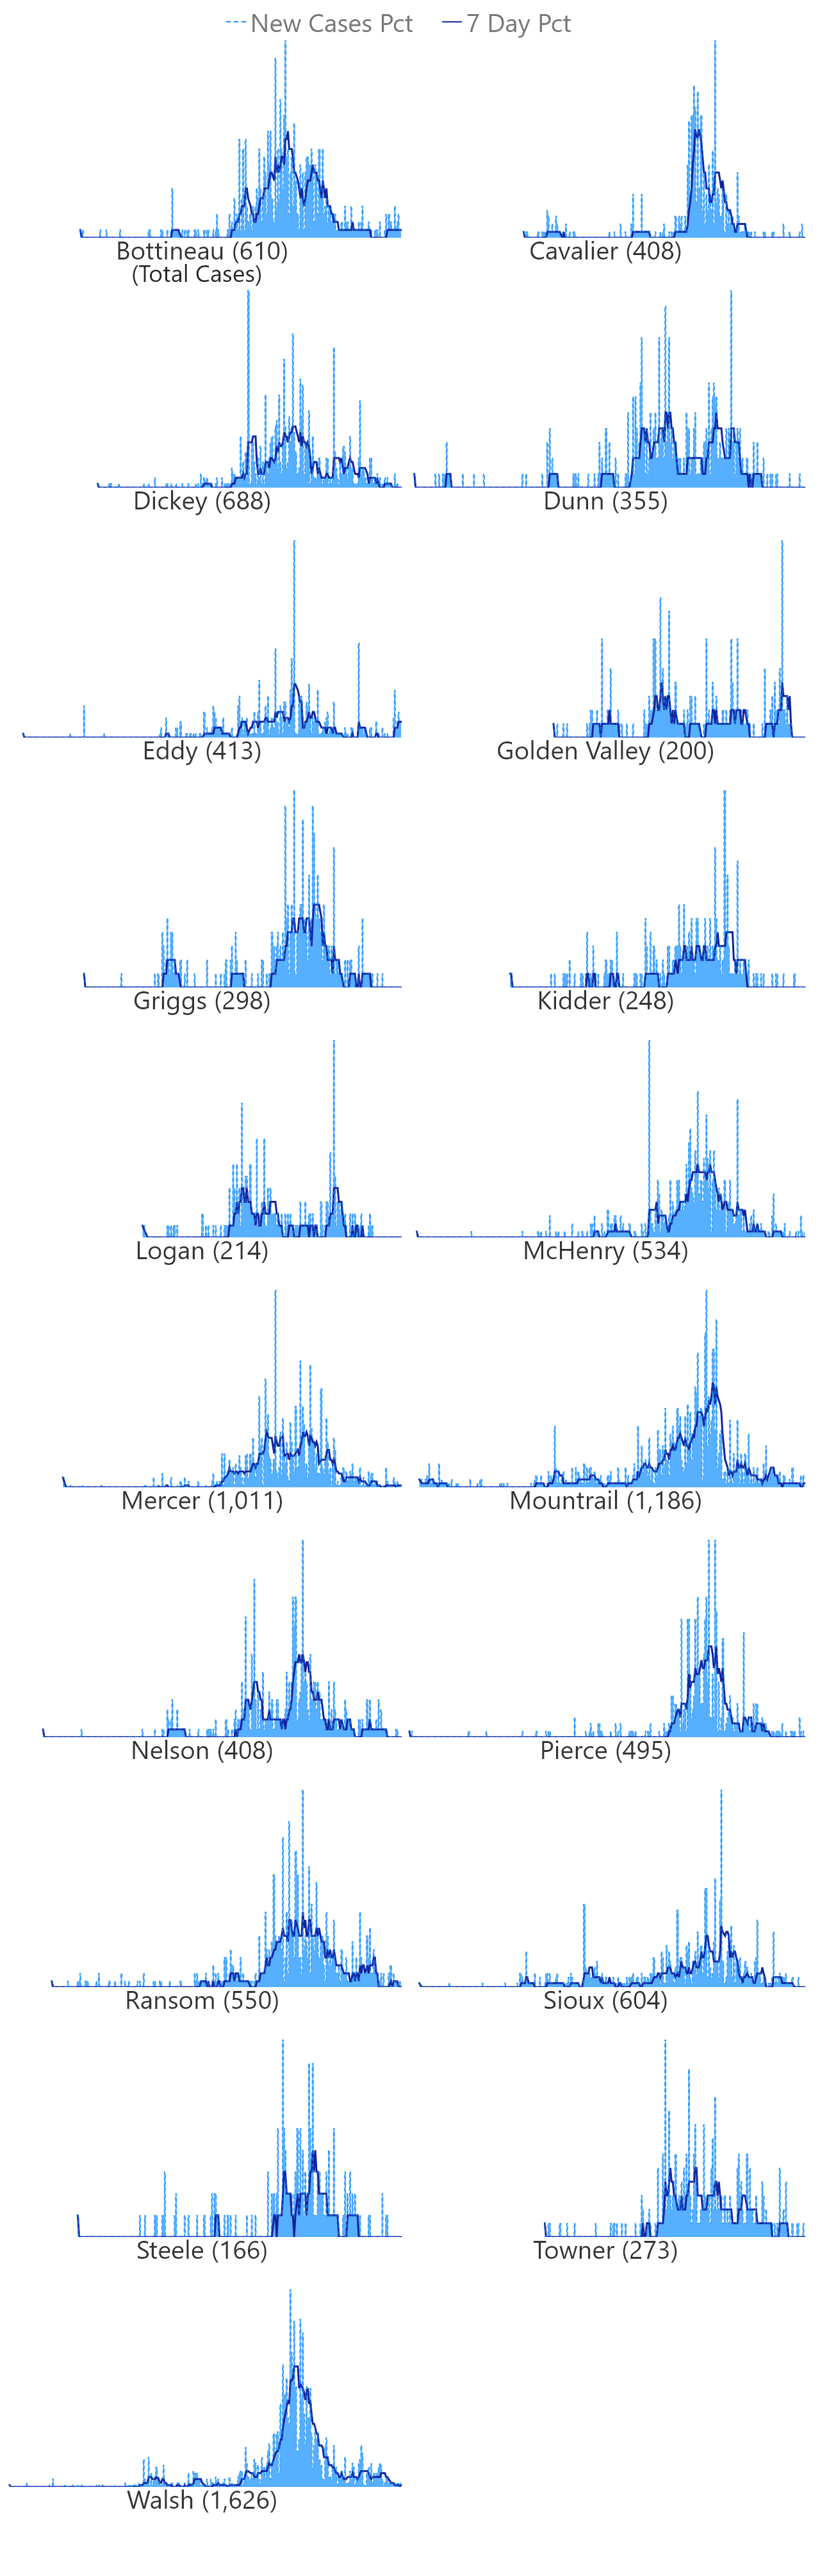 New Cases Pct 7 Day Pct
Bottineau (610) Cavalier (408)
(Total Cases)
Dickey (688) Dunn (355)
Eddy (413) Golden Valley (200)
Griggs (298) Kidder (248)
Logan (214) McHenry (534)
Mercer (1,011) Mountrail (1,186)
Nelson (408) Pierce (495)
Ransom (550) Sioux (604)
Steele (166) Towner (273)
Walsh (1,626)